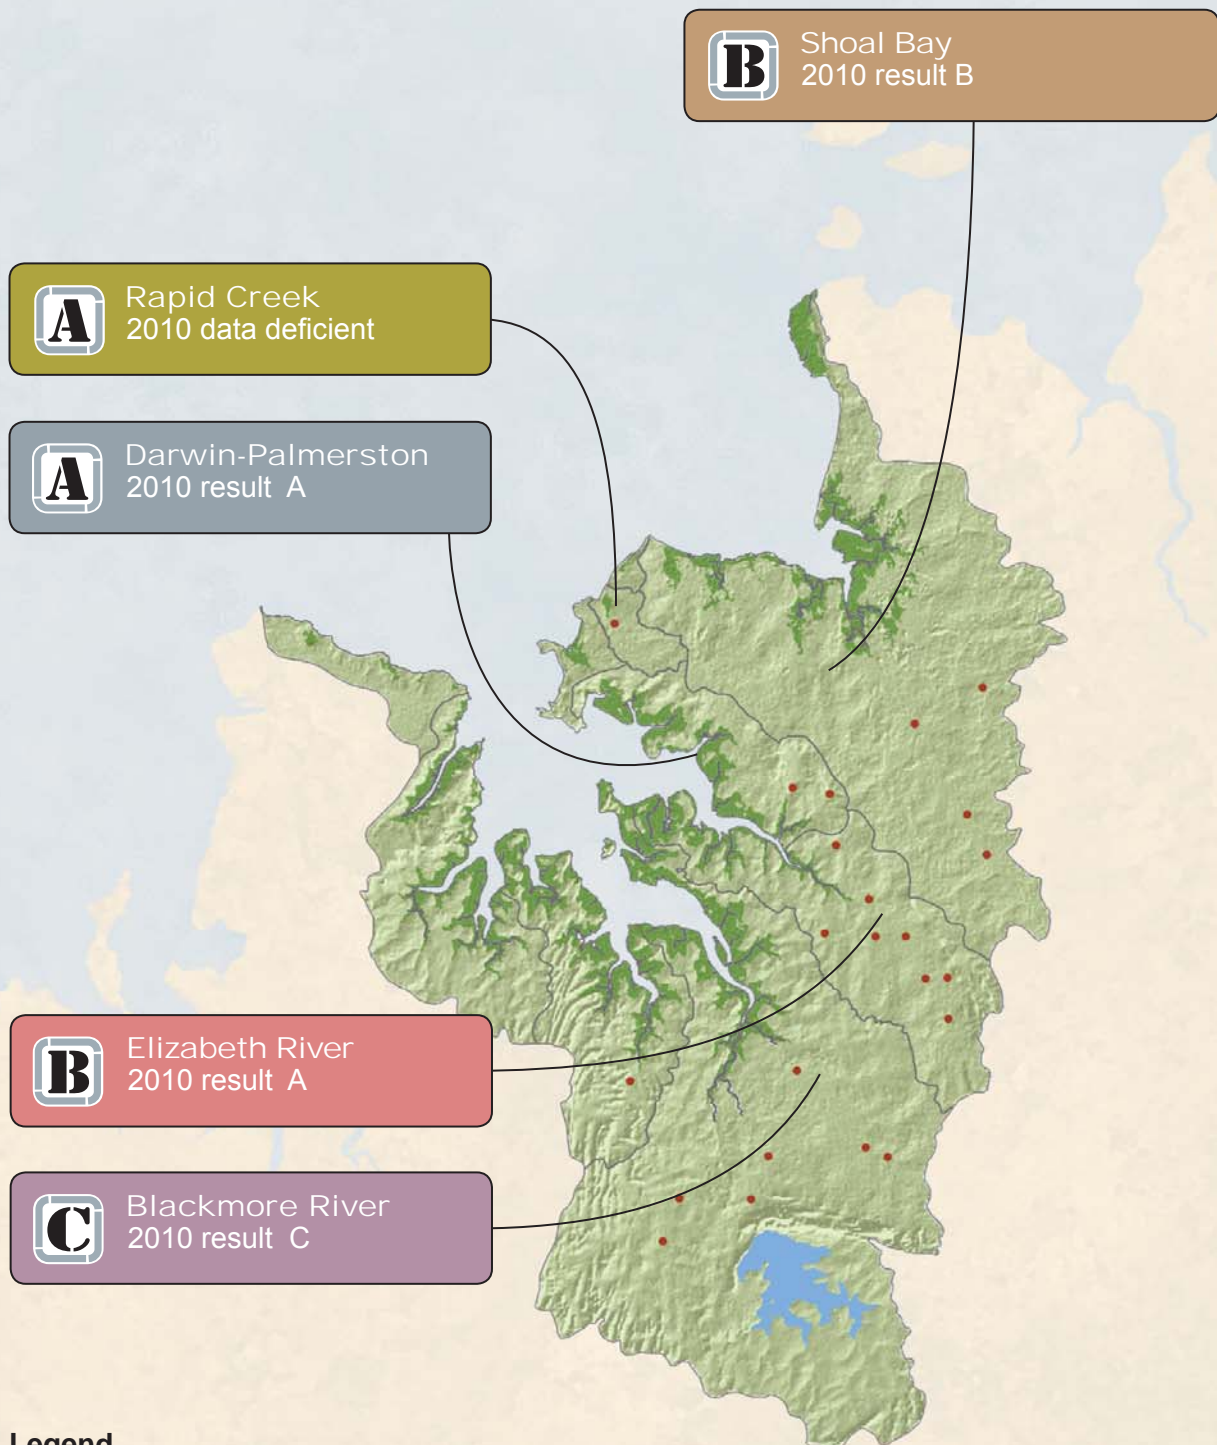 B
Shoal Bay
2010 result B
A
Rapid Creek
2010 data deficient
A
Darwin-Palmerston
2010 result A
B
Elizabeth River
2010 result A
C
Blackmore River
2010 result C
Legend